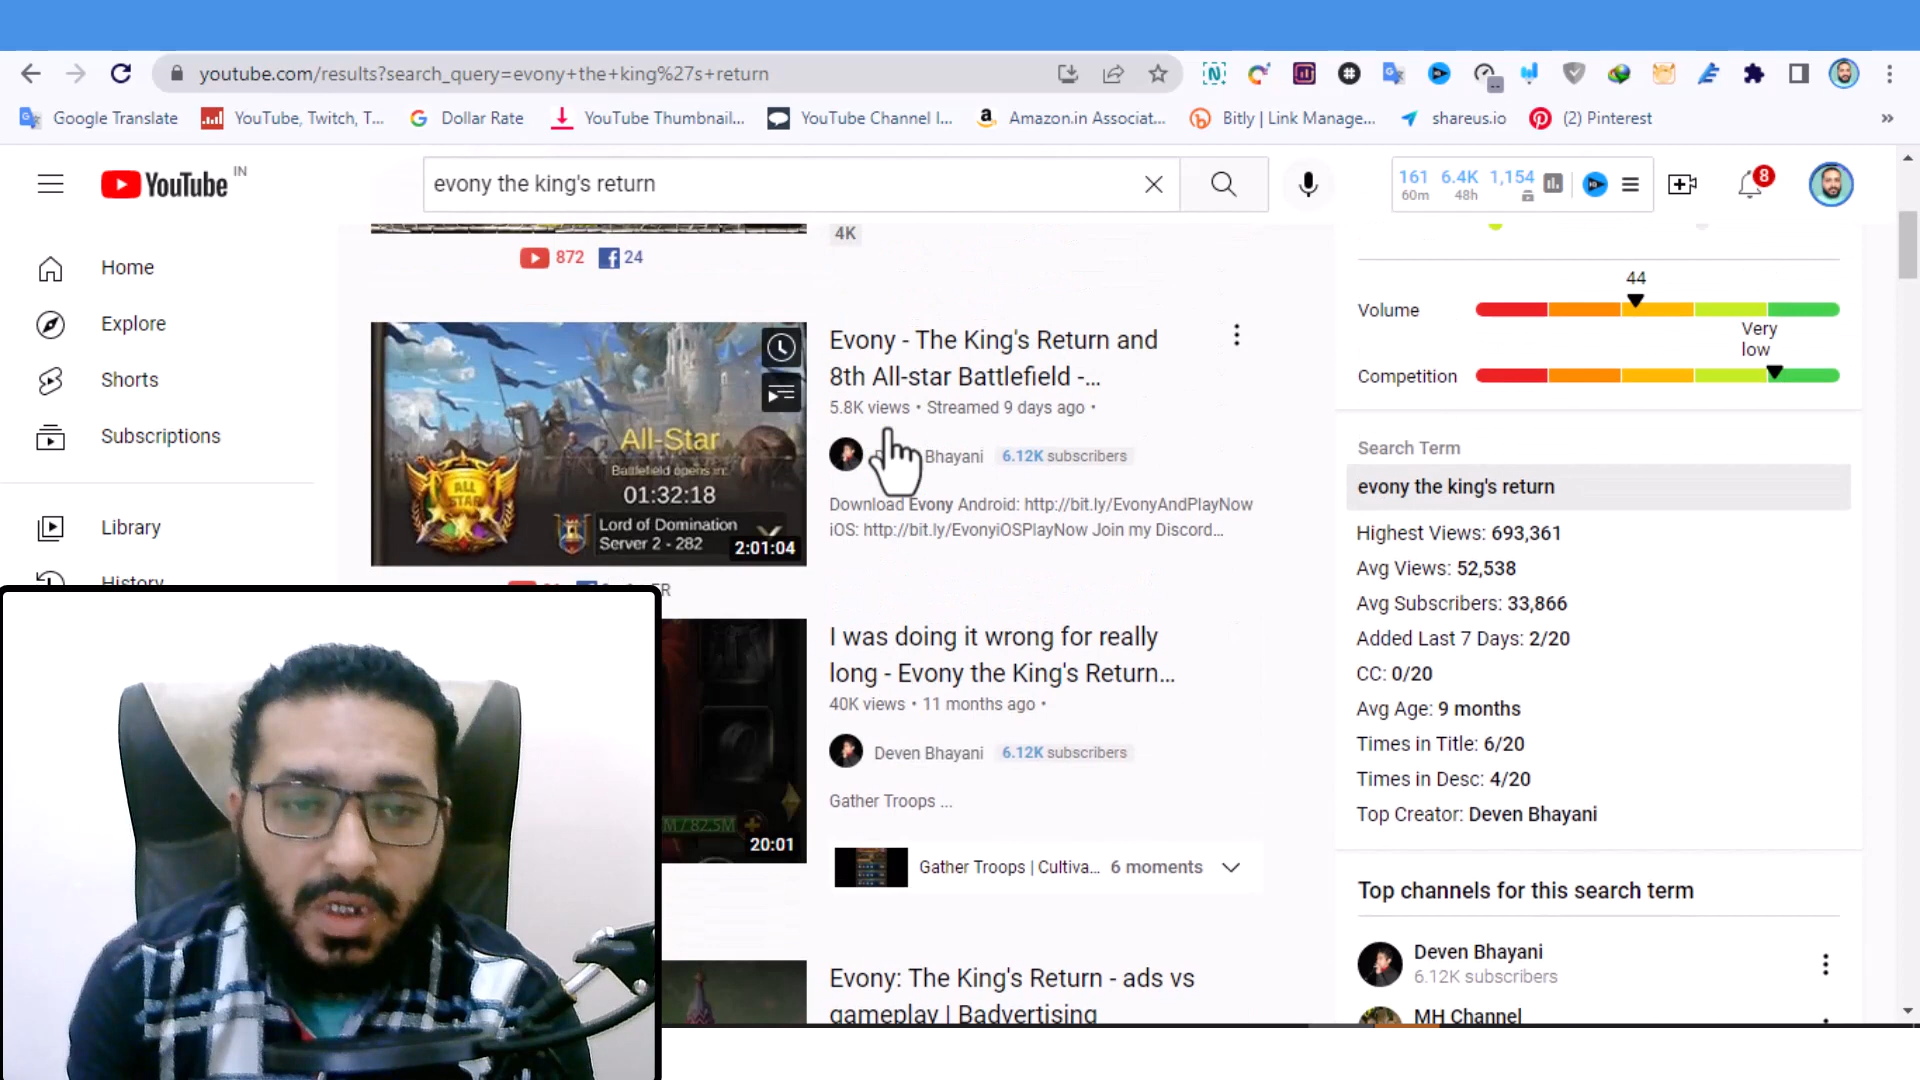 youtube.com/results?search_query=evony+the+king%27s+return
Google Translate
YouTube, Twitch, T...
Dollar Rate
YouTube Thumbnail...
YouTube Channel I...
Amazon.in Associat...
Bitly | Link Manage...
shareus.io
(2) Pinterest
»
YouTube IN
evony the king's return
161 6.4K 1,154
60m 48h
8
Home
Explore
Shorts
Subscriptions
Library
History
872 24
4K
All-Star
Battlefield opens in:
01:32:18
ALL STAR
Lord of Domination
Server 2 - 282
2:01:04
Evony - The King's Return and
8th All-star Battlefield -...
5.8K views • Streamed 9 days ago •
Bhayani 6.12K subscribers
Download Evony Android: http://bit.ly/EvonyAndPlayNow
iOS: http://bit.ly/EvonyiOSPlayNow Join my Discord...
20:01
I was doing it wrong for really
long - Evony the King's Return...
40K views • 11 months ago •
Deven Bhayani 6.12K subscribers
Gather Troops ...
Gather Troops | Cultiva... 6 moments
Evony: The King's Return - ads vs
gameplay | Badvertising
44
Volume
Very
low
Competition
Search Term
evony the king's return
Highest Views: 693,361
Avg Views: 52,538
Avg Subscribers: 33,866
Added Last 7 Days: 2/20
CC: 0/20
Avg Age: 9 months
Times in Title: 6/20
Times in Desc: 4/20
Top Creator: Deven Bhayani
Top channels for this search term
Deven Bhayani
6.12K subscribers
MH Channel